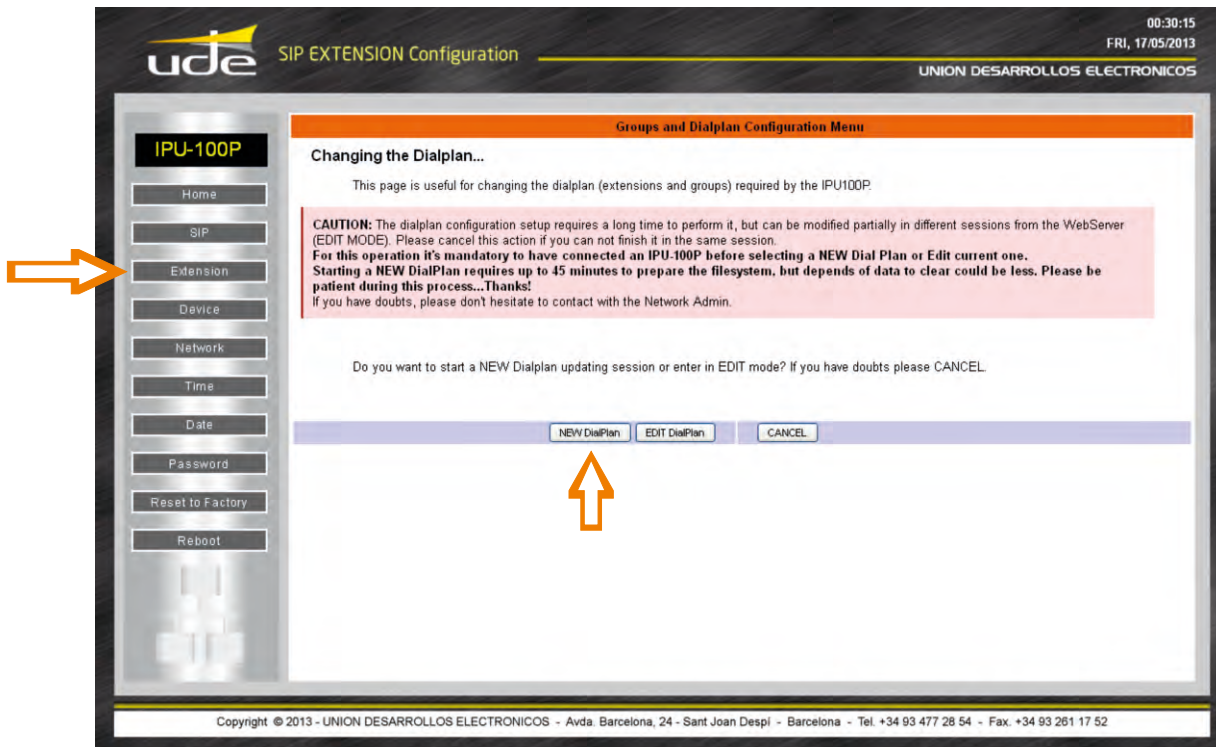 00:30:15
FRI, 17/05/2013
ude
SIP EXTENSION Configuration
UNION DESARROLLOS ELECTRONICOS
IPU-100P
Home
SIP
Extension
Device
Network
Time
Date
Password
Reset to Factory
Reboot
Groups and Dialplan Configuration Menu
Changing the Dialplan...
This page is useful for changing the dialplan (extensions and groups) required by the IPU100P.
CAUTION: The dialplan configuration setup requires a long time to perform it, but can be modified partially in different sessions from the WebServer
(EDIT MODE). Please cancel this action if you can not finish it in the same session.
For this operation it's mandatory to have connected an IPU-100P before selecting a NEW Dial Plan or Edit current one.
Starting a NEW DialPlan requires up to 45 minutes to prepare the filesystem, but depends of data to clear could be less. Please be
patient during this process...Thanks!
If you have doubts, please don't hesitate to contact with the Network Admin.
Do you want to start a NEW Dialplan updating session or enter in EDIT mode? If you have doubts please CANCEL.
NEW DialPlan EDIT DialPlan CANCEL
Copyright © 2013 - UNION DESARROLLOS ELECTRONICOS - Avda. Barcelona, 24 - Sant Joan Despí - Barcelona - Tel. +34 93 477 28 54 - Fax. +34 93 261 17 52